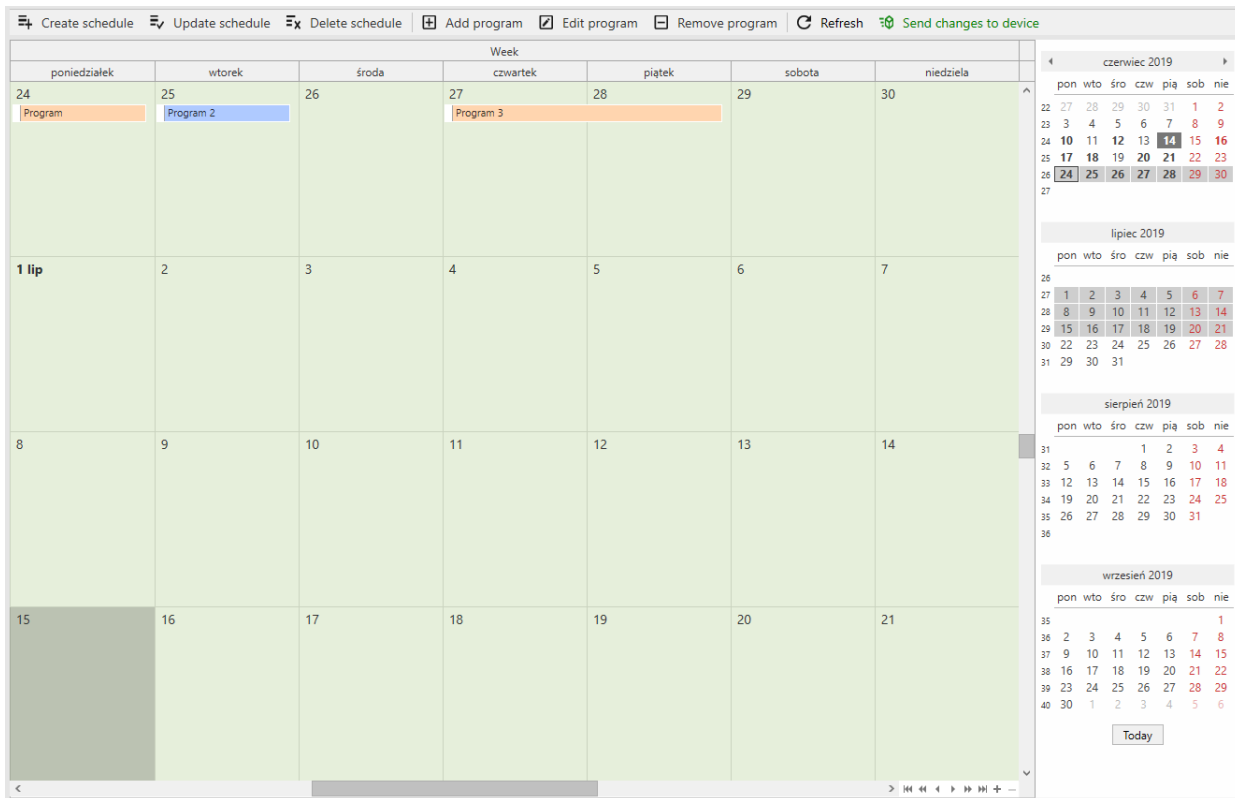 Create schedule Update schedule Delete schedule Add program Edit program Remove program Refresh Send changes to device
Week
poniedziałek wtorek środa czwartek piątek sobota niedziela
24 25 26 27 28 29 30
Program Program 2 Program 3
1 lip 2 3 4 5 6 7
8 9 10 11 12 13 14
15 16 17 18 19 20 21
czerwiec 2019
pon wto śro czw pią sob nie
22 27 28 29 30 31 1 2
23 3 4 5 6 7 8 9
24 10 11 12 13 14 15 16
25 17 18 19 20 21 22 23
26 24 25 26 27 28 29 30
27
lipiec 2019
pon wto śro czw pią sob nie
26
27 1 2 3 4 5 6 7
28 8 9 10 11 12 13 14
29 15 16 17 18 19 20 21
30 22 23 24 25 26 27 28
31 29 30 31
sierpień 2019
pon wto śro czw pią sob nie
31 1 2 3 4
32 5 6 7 8 9 10 11
33 12 13 14 15 16 17 18
34 19 20 21 22 23 24 25
35 26 27 28 29 30 31
36
wrzesień 2019
pon wto śro czw pią sob nie
35 1
36 2 3 4 5 6 7 8
37 9 10 11 12 13 14 15
38 16 17 18 19 20 21 22
39 23 24 25 26 27 28 29
40 30 1 2 3 4 5 6
Today